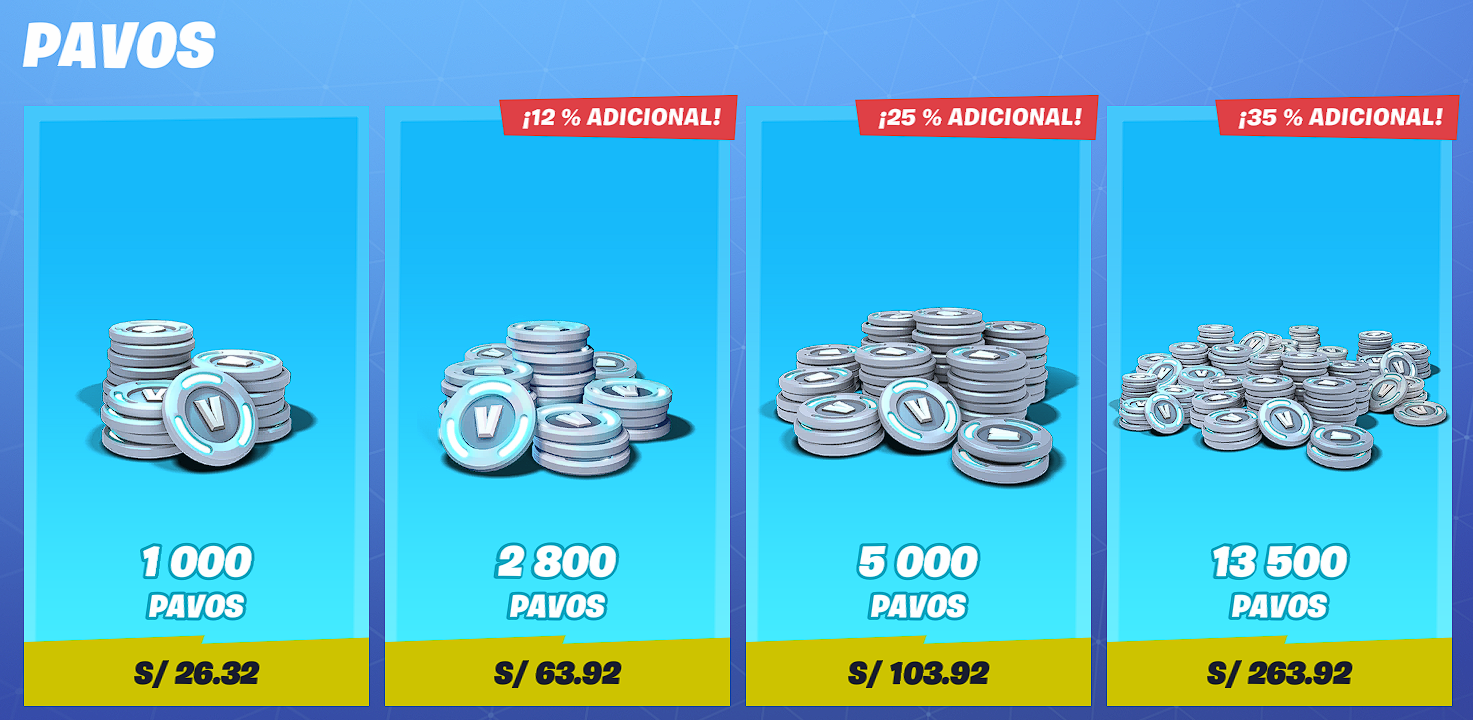 PAVOS
¡12 % ADICIONAL!
¡25 % ADICIONAL!
¡35 % ADICIONAL!
1 000
PAVOS
S/ 26.32
2 800
PAVOS
S/ 63.92
5 000
PAVOS
S/ 103.92
13 500
PAVOS
S/ 263.92